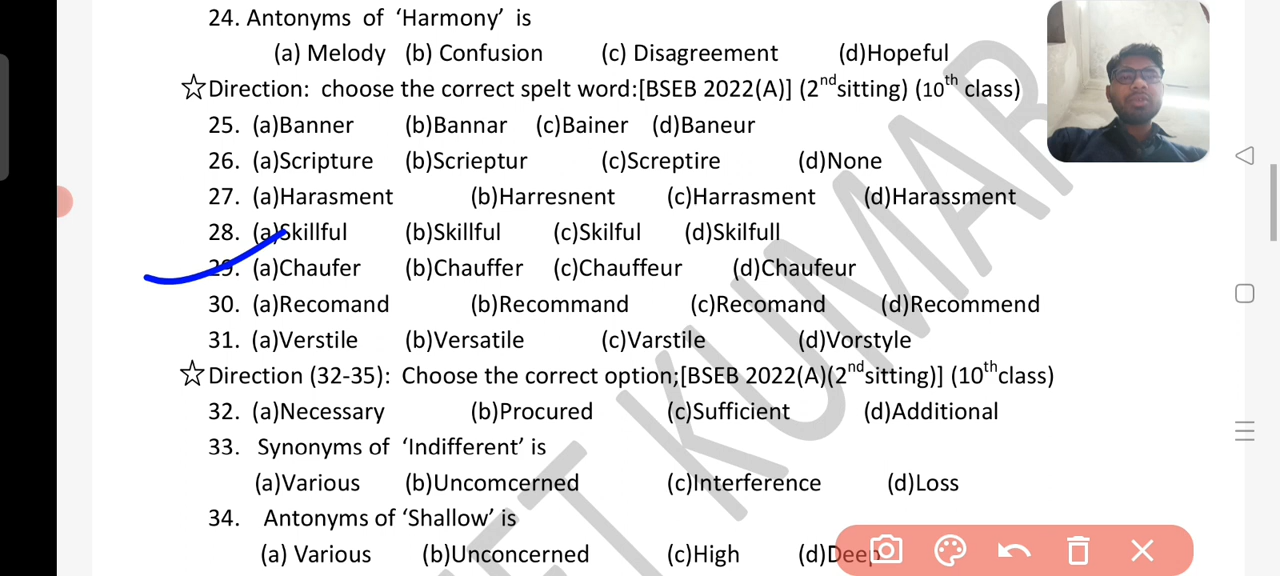 24. Antonyms of ‘Harmony’ is
(a) Melody (b) Confusion (c) Disagreement (d)Hopeful
☆Direction: choose the correct spelt word:[BSEB 2022(A)] (2nd sitting) (10th class)
25. (a)Banner (b)Bannar (c)Bainer (d)Baneur
26. (a)Scripture (b)Scrieptur (c)Screptire (d)None
27. (a)Harasment (b)Harresnent (c)Harrasment (d)Harassment
28. (a)Skillful (b)Skillful (c)Skilful (d)Skilfull
29. (a)Chaufer (b)Chauffer (c)Chauffeur (d)Chaufeur
30. (a)Recomand (b)Recommand (c)Recomand (d)Recommend
31. (a)Verstile (b)Versatile (c)Varstile (d)Vorstyle
☆Direction (32-35): Choose the correct option;[BSEB 2022(A)(2nd sitting)] (10th class)
32. (a)Necessary (b)Procured (c)Sufficient (d)Additional
33. Synonyms of ‘Indifferent’ is
(a)Various (b)Uncomcerned (c)Interference (d)Loss
34. Antonyms of ‘Shallow’ is
(a) Various (b)Unconcerned (c)High (d)Deep
KUMAR